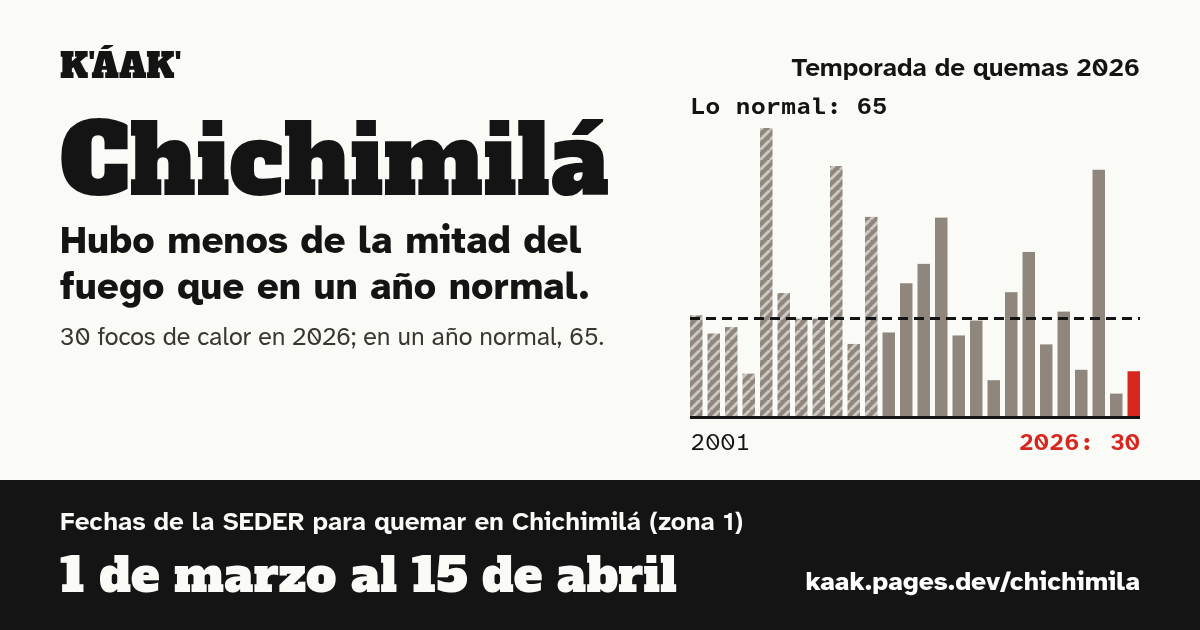 K'ÁAK'
Chichimilá
Hubo menos de la mitad del
fuego que en un año normal.
30 focos de calor en 2026; en un año normal, 65.
Temporada de quemas 2026
Lo normal: 65
2001
2026: 30
Fechas de la SEDER para quemar en Chichimilá (zona 1)
1 de marzo al 15 de abril
kaak.pages.dev/chichimila